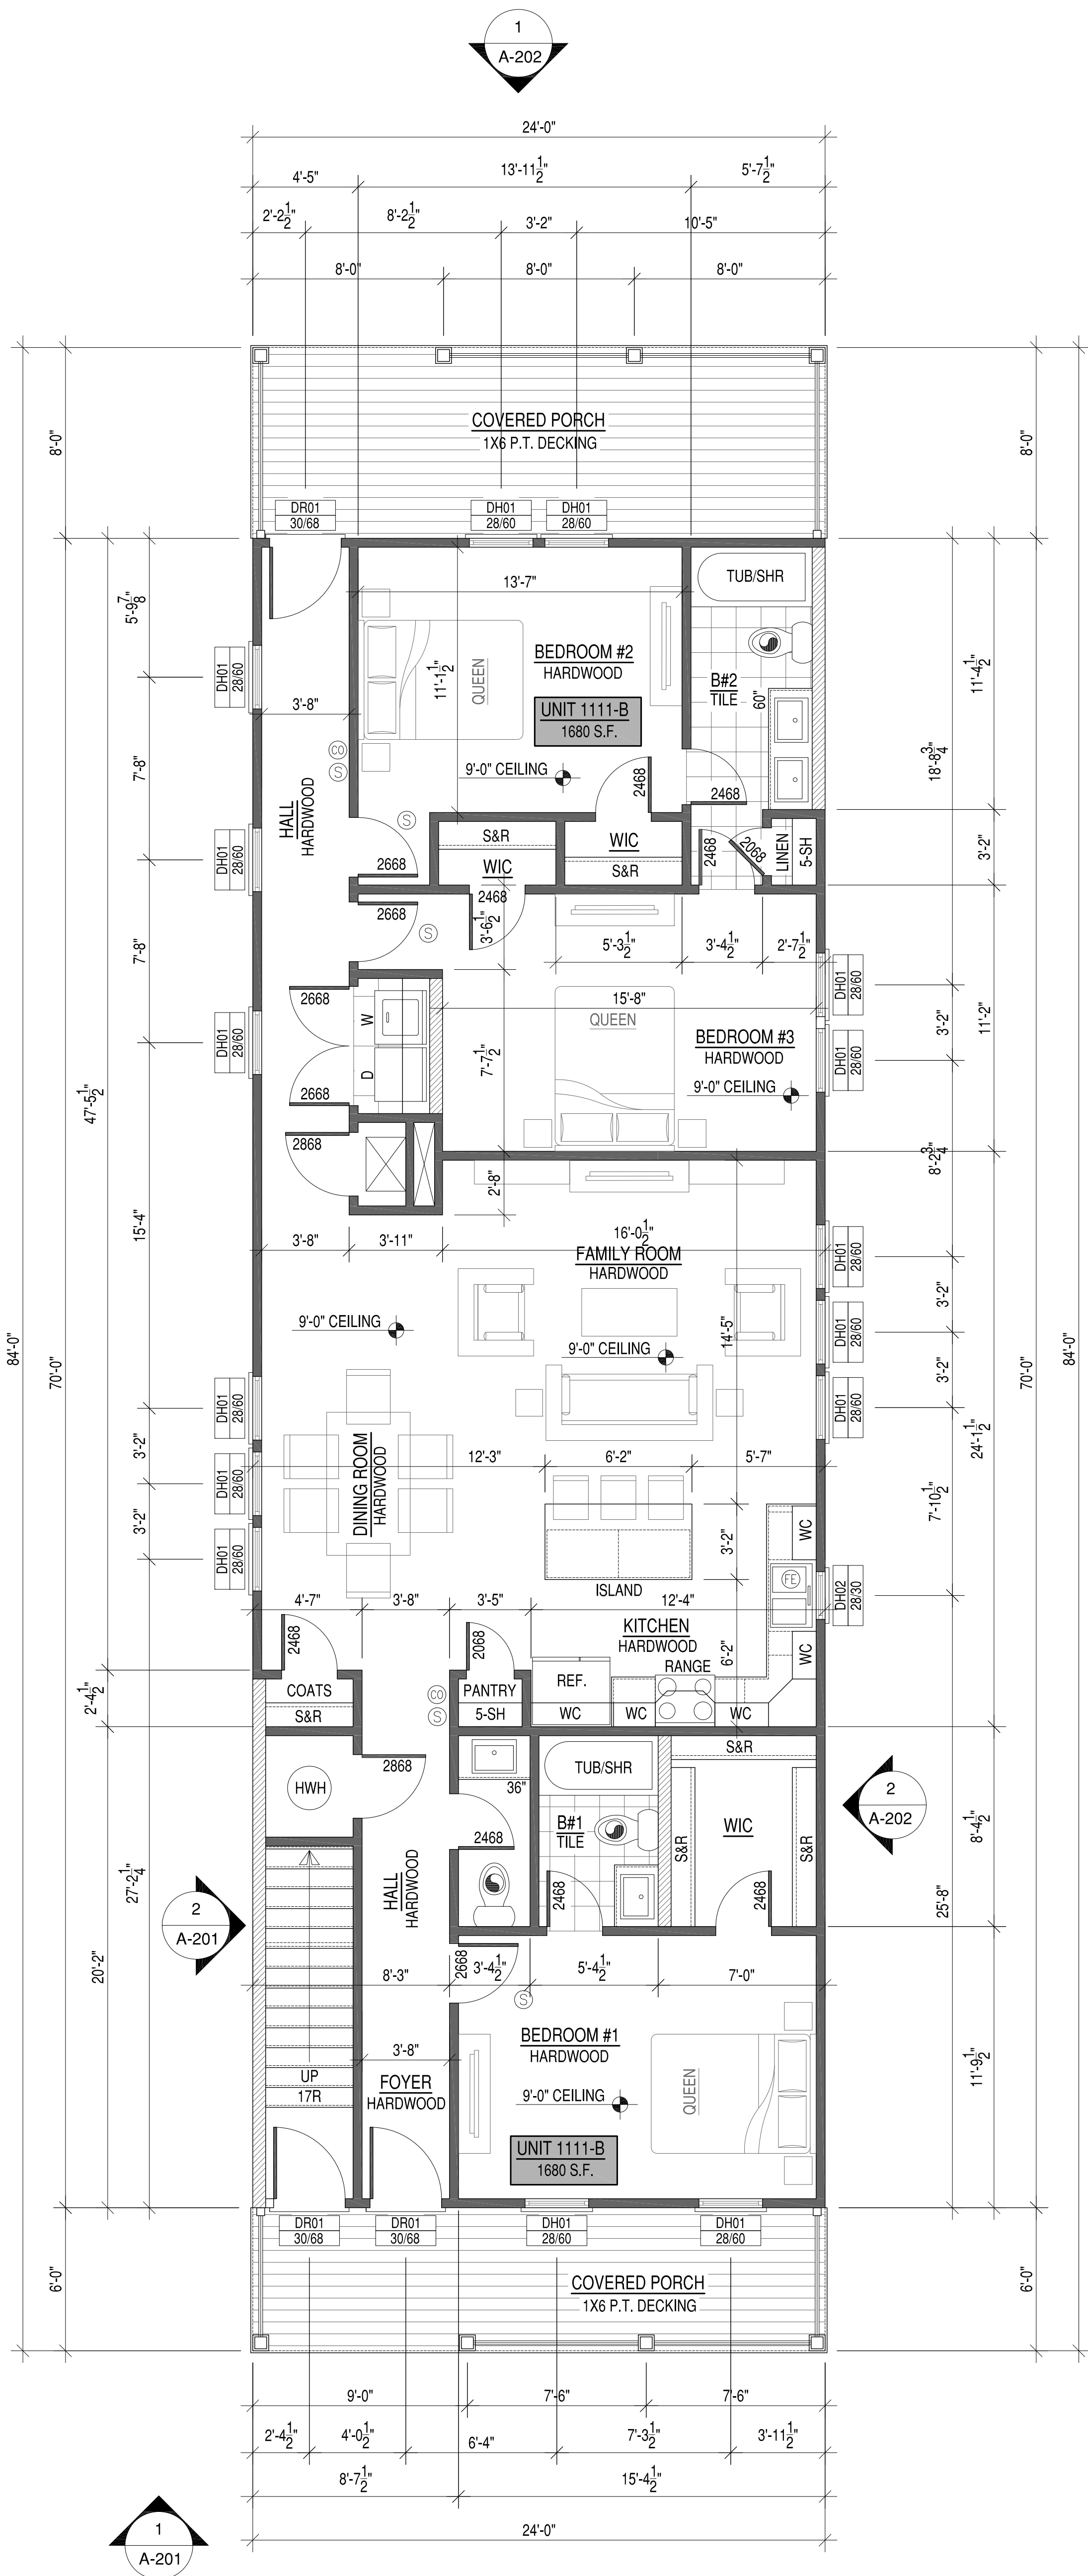 1
A-202
24'-0"
4'-5"
13'-11 1/2"
5'-7 1/2"
2'-2 1/2"
8'-2 1/2"
3'-2"
10'-5"
8'-0"
8'-0"
8'-0"
8'-0"
8'-0"
COVERED PORCH
1X6 P.T. DECKING
DR01
30/68
DH01
28/60
DH01
28/60
TUB/SHR
13'-7"
5'-9 7/8"
11'-1 1/2"
QUEEN
BEDROOM #2
HARDWOOD
B#2
TILE
60"
11'-4 1/2"
DH01
28/60
3'-8"
UNIT 1111-B
1680 S.F.
18'-8 3/4"
CO
S
9'-0" CEILING
2468
2468
7'-8"
HALL
HARDWOOD
S
S&R
WIC
WIC
S&R
2468
2068
LINEN
5-SH
3'-2"
DH01
28/60
2668
2468
2668
S
3'-6 1/2"
5'-3 1/2"
3'-4 1/2"
2'-7 1/2"
7'-8"
DH01
28/60
2668
W
15'-8"
QUEEN
3'-2"
11'-2"
DH01
28/60
BEDROOM #3
HARDWOOD
DH01
28/60
D
7'-7 1/2"
9'-0" CEILING
2668
47'-5 1/2"
2868
8'-2 3/4"
2'-8"
15'-4"
3'-8"
3'-11"
16'-0 1/2"
FAMILY ROOM
HARDWOOD
DH01
28/60
3'-2"
9'-0" CEILING
9'-0" CEILING
14'-5"
DH01
28/60
84'-0"
70'-0"
3'-2"
70'-0"
84'-0"
DH01
28/60
DH01
28/60
24'-1 1/2"
3'-2"
DINING ROOM
HARDWOOD
12'-3"
6'-2"
5'-7"
DH01
28/60
7'-10 1/2"
3'-2"
3'-2"
WC
DH01
28/60
FE
DH02
28/30
ISLAND
4'-7"
3'-8"
3'-5"
12'-4"
2468
2068
KITCHEN
HARDWOOD
6'-2"
WC
RANGE
2'-4 1/2"
COATS
S&R
CO
S
PANTRY
5-SH
REF.
WC
WC
WC
HWH
2868
36"
TUB/SHR
S&R
2
A-202
8'-4 1/2"
2468
B#1
TILE
WIC
S&R
S&R
27'-2 1/4"
HALL
HARDWOOD
2468
2468
25'-8"
2
A-201
20'-2"
8'-3"
2668
3'-4 1/2"
5'-4 1/2"
7'-0"
S
BEDROOM #1
HARDWOOD
3'-8"
UP
17R
FOYER
HARDWOOD
9'-0" CEILING
QUEEN
11'-9 1/2"
UNIT 1111-B
1680 S.F.
DR01
30/68
DR01
30/68
DH01
28/60
DH01
28/60
6'-0"
6'-0"
COVERED PORCH
1X6 P.T. DECKING
9'-0"
7'-6"
7'-6"
2'-4 1/2"
4'-0 1/2"
6'-4"
7'-3 1/2"
3'-11 1/2"
8'-7 1/2"
15'-4 1/2"
24'-0"
1
A-201